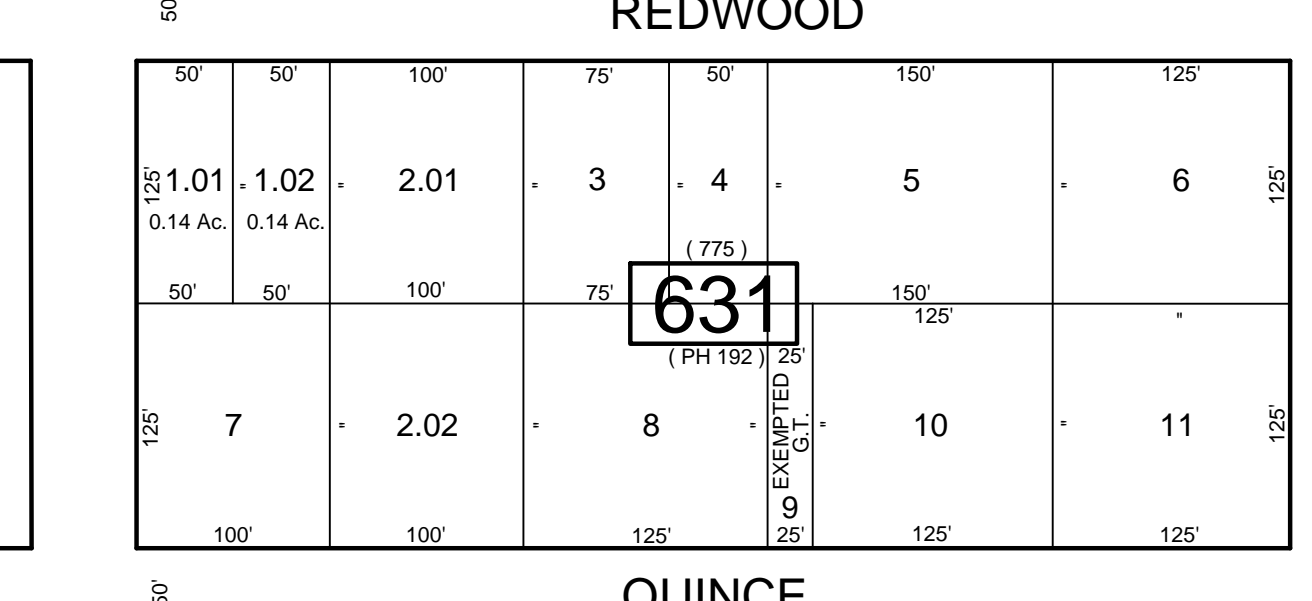 50'
REDWOOD
50' 50' 100' 75' 50' 150' 125'
125' 1.01 " 1.02 " 2.01 " 3 " 4 " 5 " 6 125'
0.14 Ac. 0.14 Ac.
( 775 )
50' 50' 100' 75' 631 150'
125' "
( PH 192 ) 25'
125' 7 " 2.02 " 8 " EXEMPTED " 10 " 11 125'
G.T.
9
100' 100' 125' 25' 125' 125'
50'
QUINCE